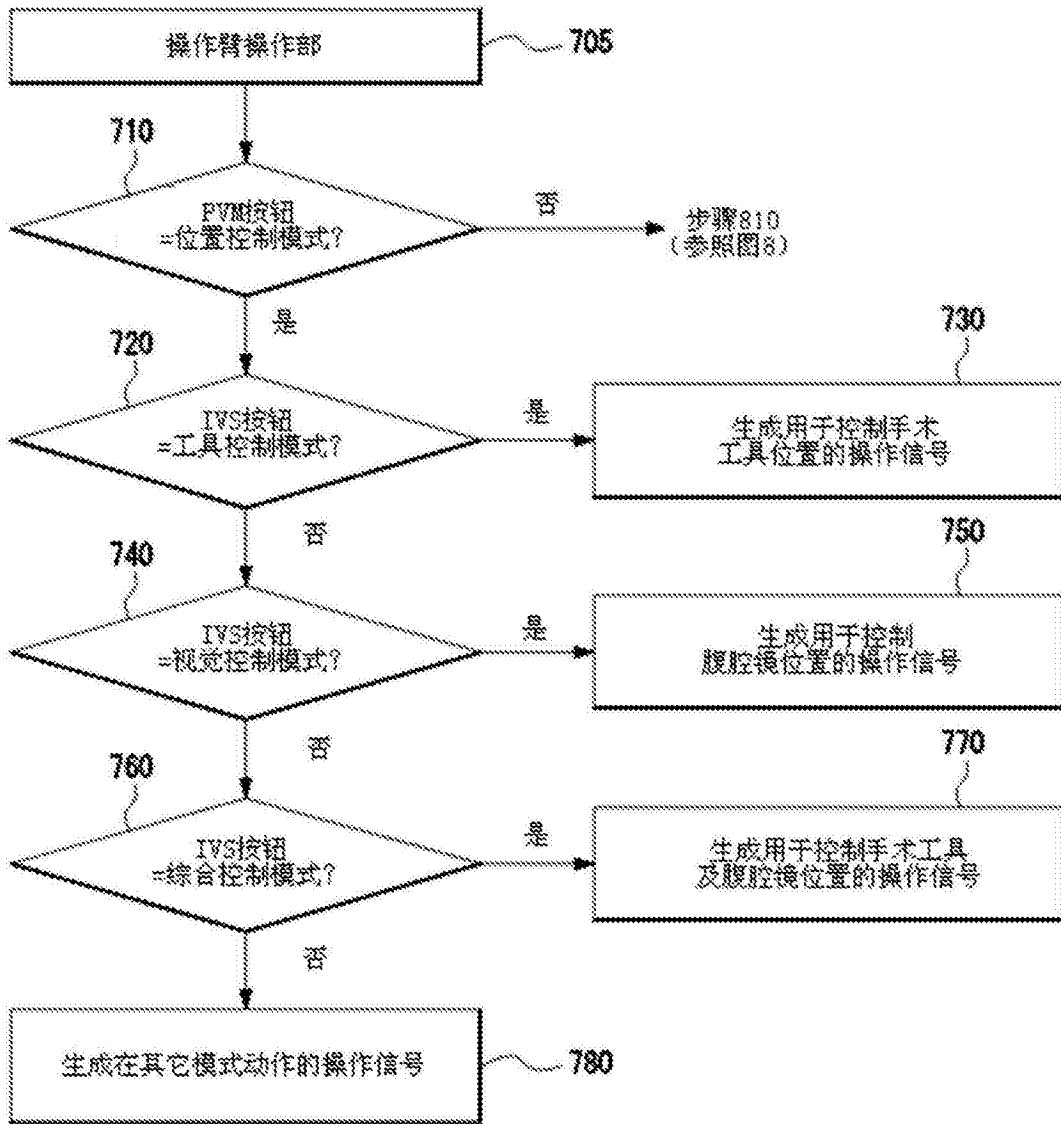 操作臂操作部
705
710
PVM按钮
=位置控制模式?
否
步骤810
(参照图8)
是
720
IVS按钮
=工具控制模式?
是
730
生成用于控制手术
工具位置的操作信号
否
740
IVS按钮
=视觉控制模式?
是
750
生成用于控制
腹腔镜位置的操作信号
否
760
IVS按钮
=综合控制模式?
是
770
生成用于控制手术工具
及腹腔镜位置的操作信号
否
生成在其它模式动作的操作信号
780